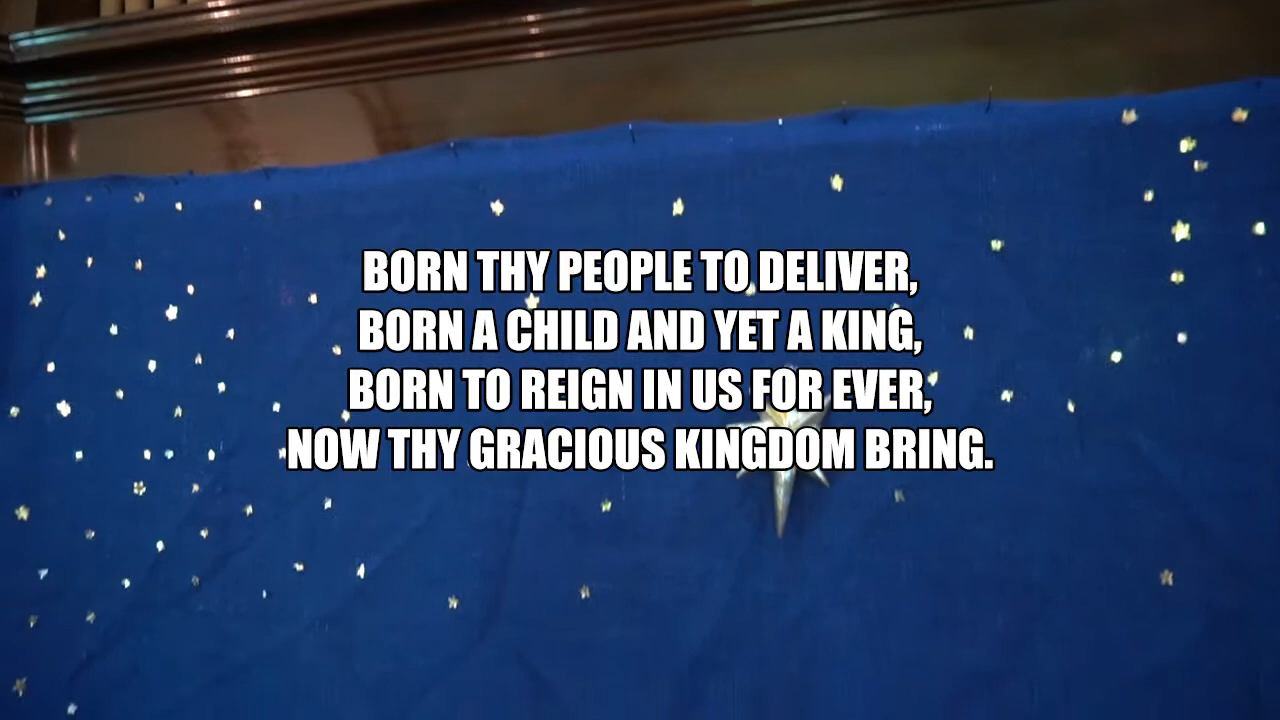 BORN THY PEOPLE TO DELIVER,
BORN A CHILD AND YET A KING,
BORN TO REIGN IN US FOR EVER,
NOW THY GRACIOUS KINGDOM BRING.